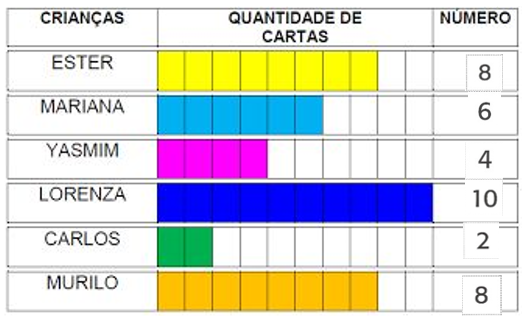 CRIANÇAS QUANTIDADE DE CARTAS NÚMERO
ESTER 8
MARIANA 6
YASMIM 4
LORENZA 10
CARLOS 2
MURILO 8